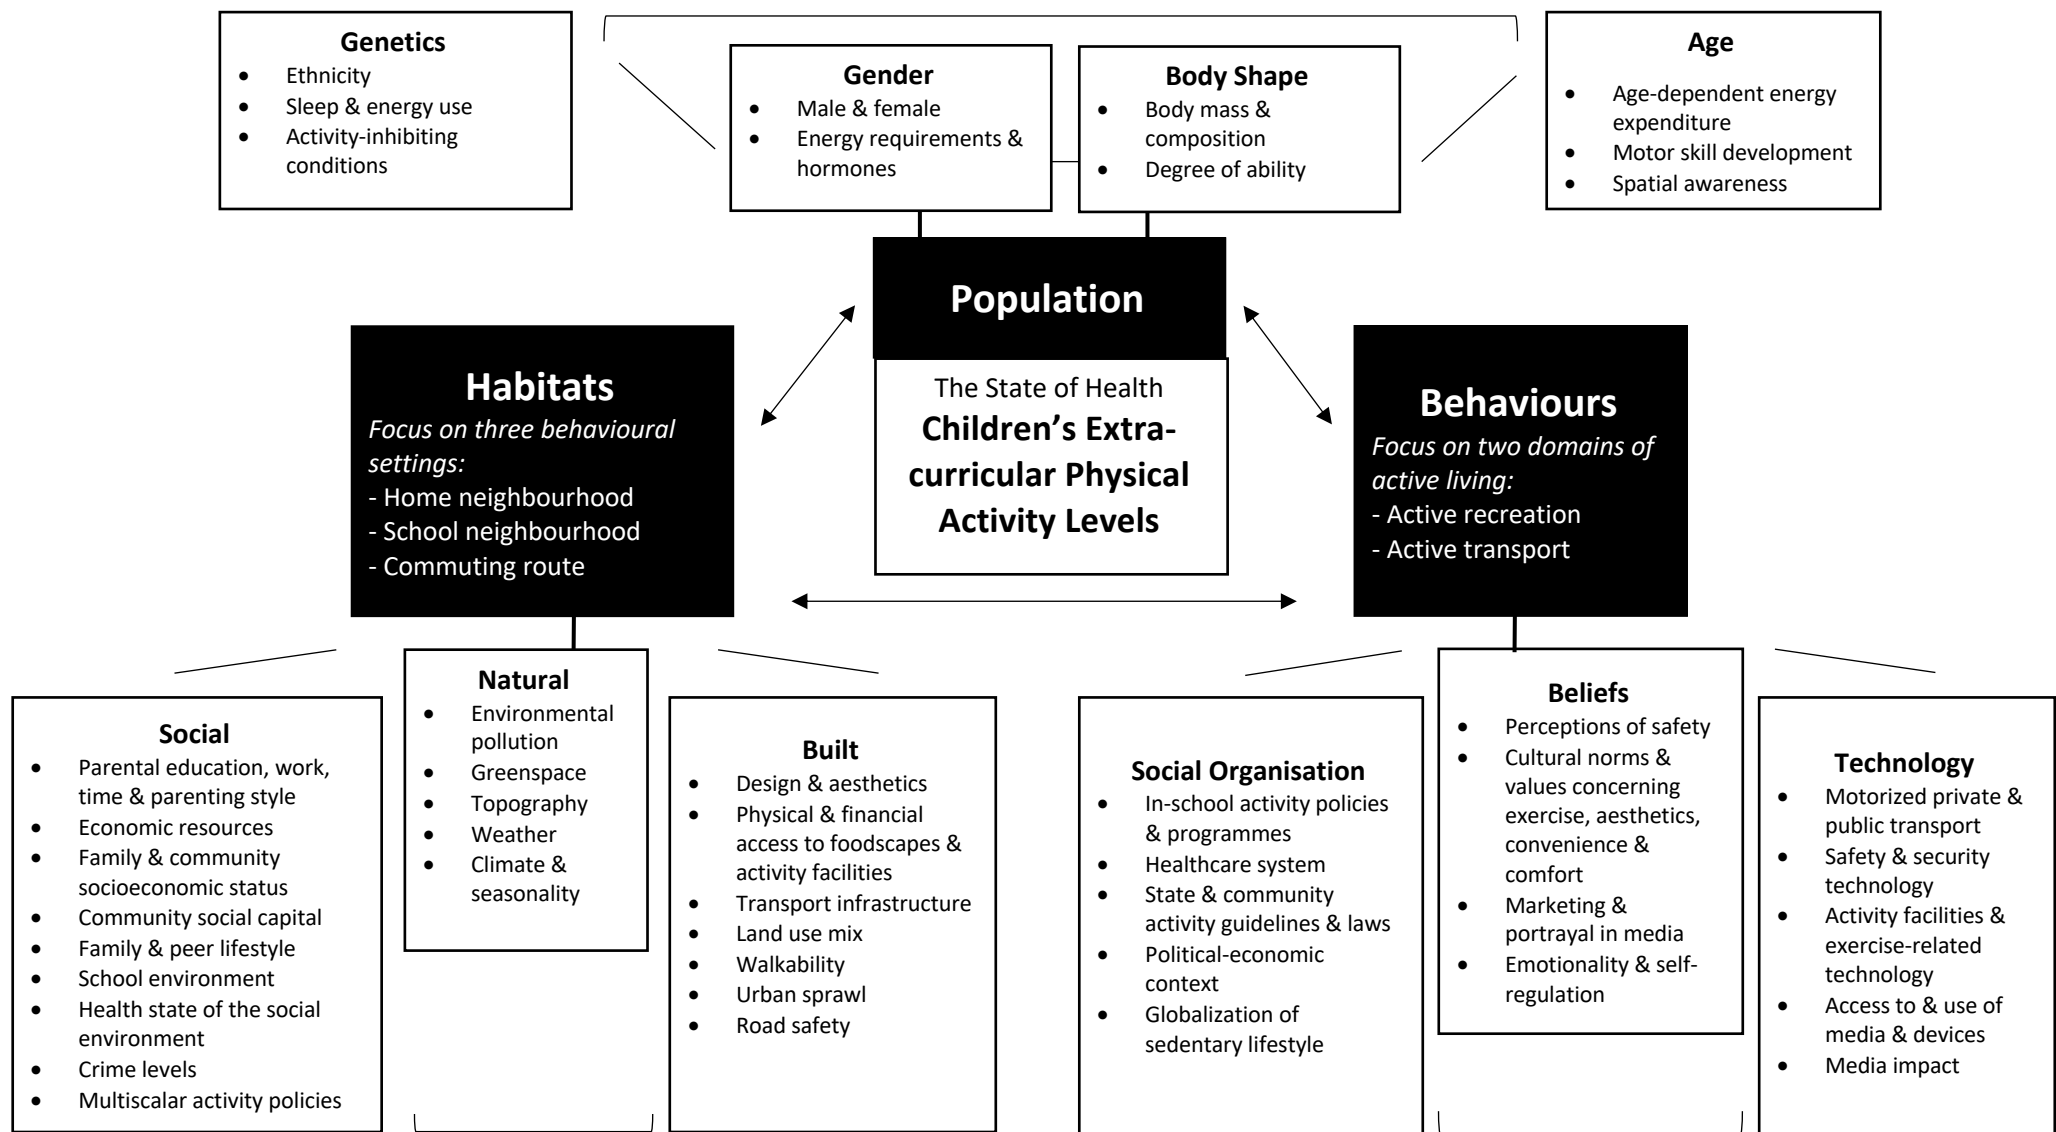 Genetics
• Ethnicity
• Sleep & energy use
• Activity-inhibiting
conditions
Gender
• Male & female
• Energy requirements &
hormones
Body Shape
• Body mass &
composition
• Degree of ability
Age
• Age-dependent energy
expenditure
• Motor skill development
• Spatial awareness
Population
The State of Health
Children’s Extra-
curricular Physical
Activity Levels
Habitats
Focus on three behavioural
settings:
- Home neighbourhood
- School neighbourhood
- Commuting route
Behaviours
Focus on two domains of
active living:
- Active recreation
- Active transport
Social
• Parental education, work,
time & parenting style
• Economic resources
• Family & community
socioeconomic status
• Community social capital
• Family & peer lifestyle
• School environment
• Health state of the social
environment
• Crime levels
• Multiscalar activity policies
Natural
• Environmental
pollution
• Greenspace
• Topography
• Weather
• Climate &
seasonality
Built
• Design & aesthetics
• Physical & financial
access to foodscapes &
activity facilities
• Transport infrastructure
• Land use mix
• Walkability
• Urban sprawl
• Road safety
Social Organisation
• In-school activity policies
& programmes
• Healthcare system
• State & community
activity guidelines & laws
• Political-economic
context
• Globalization of
sedentary lifestyle
Beliefs
• Perceptions of safety
• Cultural norms &
values concerning
exercise, aesthetics,
convenience &
comfort
• Marketing &
portrayal in media
• Emotionality & self-
regulation
Technology
• Motorized private &
public transport
• Safety & security
technology
• Activity facilities &
exercise-related
technology
• Access to & use of
media & devices
• Media impact